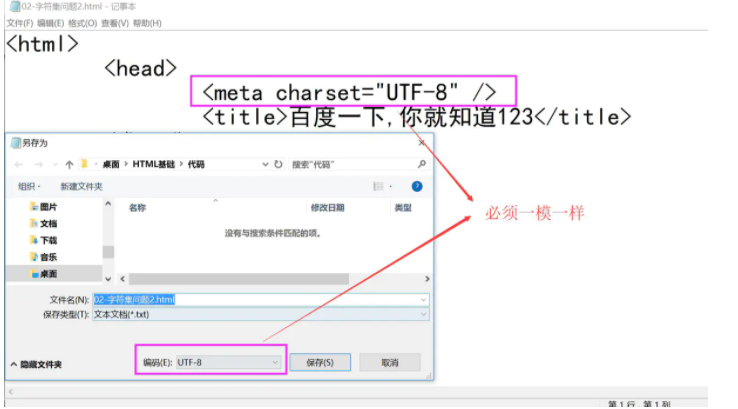 02-字符集问题2.html - 记事本
文件(F) 编辑(E) 格式(O) 查看(V) 帮助(H)
<html>
<head>
<meta charset="UTF-8" />
<title>百度一下,你就知道123</title>
另存为
桌面 › HTML基础 › 代码
搜索"代码"
组织
新建文件夹
图片
文档
下载
音乐
桌面
名称
修改日期
类型
没有与搜索条件匹配的项。
必须一模一样
文件名(N): 02-字符集问题2.html
保存类型(T): 文本文档(*.txt)
隐藏文件夹
编码(E): UTF-8
保存(S)
取消
第 1 行，第 1 列